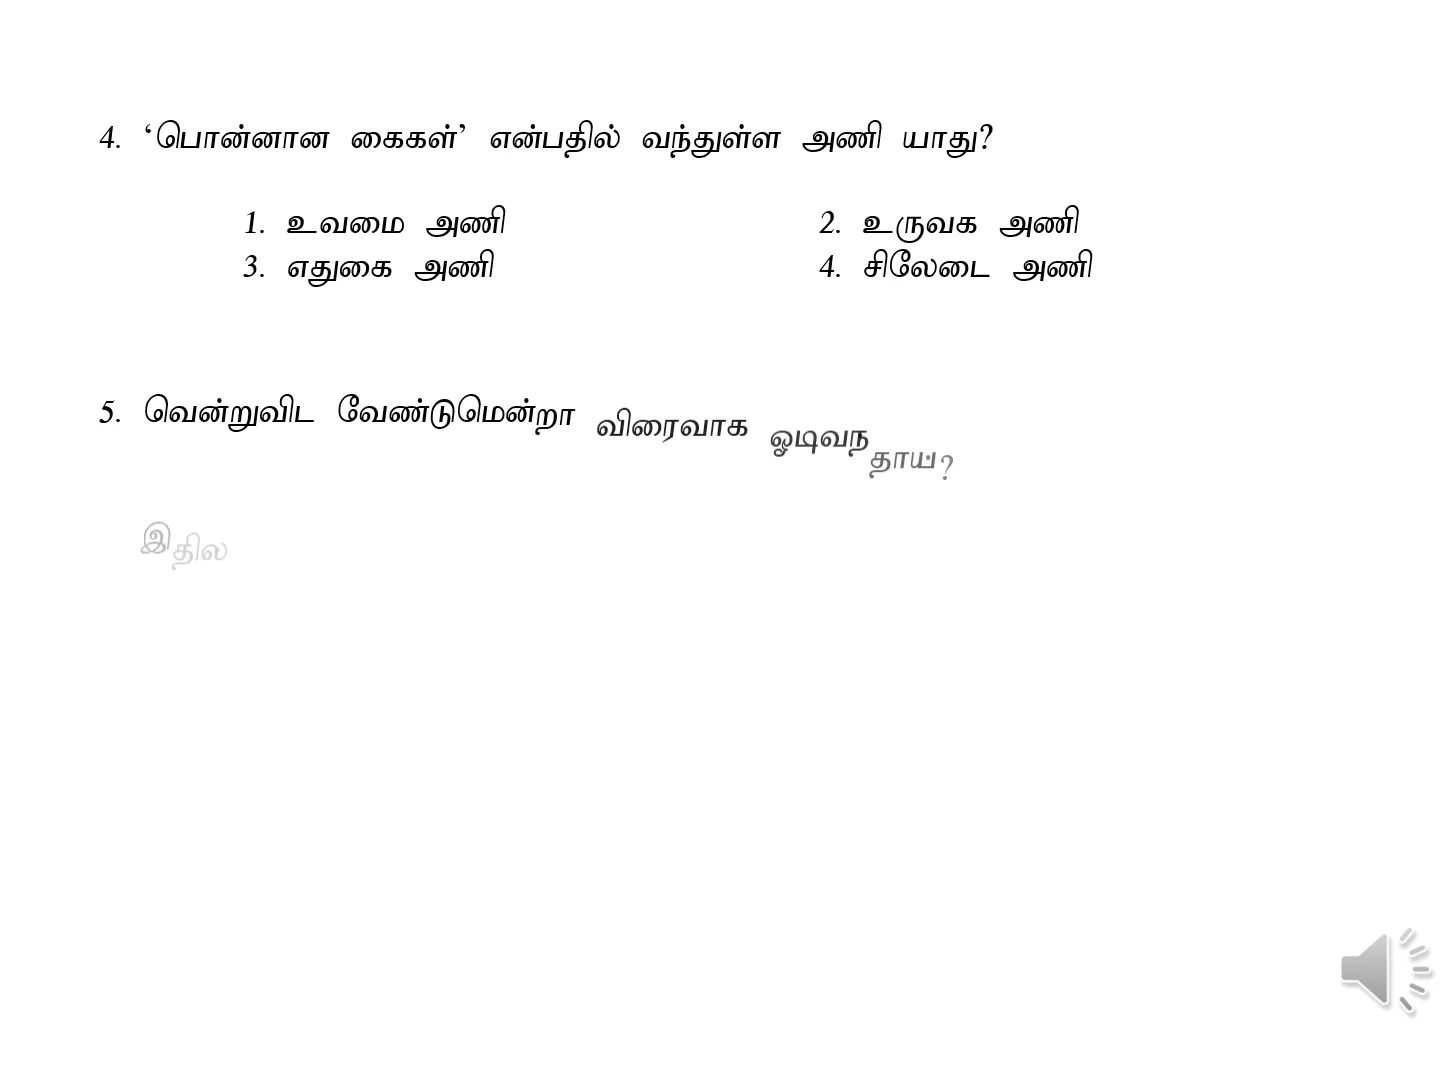 4. ‘பொன்னான கைகள்’ என்பதில் வந்துள்ள அணி யாது?
1. உவமை அணி 2. உருவக அணி
3. எதுகை அணி 4. சிலேடை அணி
5. வென்றுவிட வேண்டுமென்றா விரைவாக ஓடிவந தாய்?
இதில